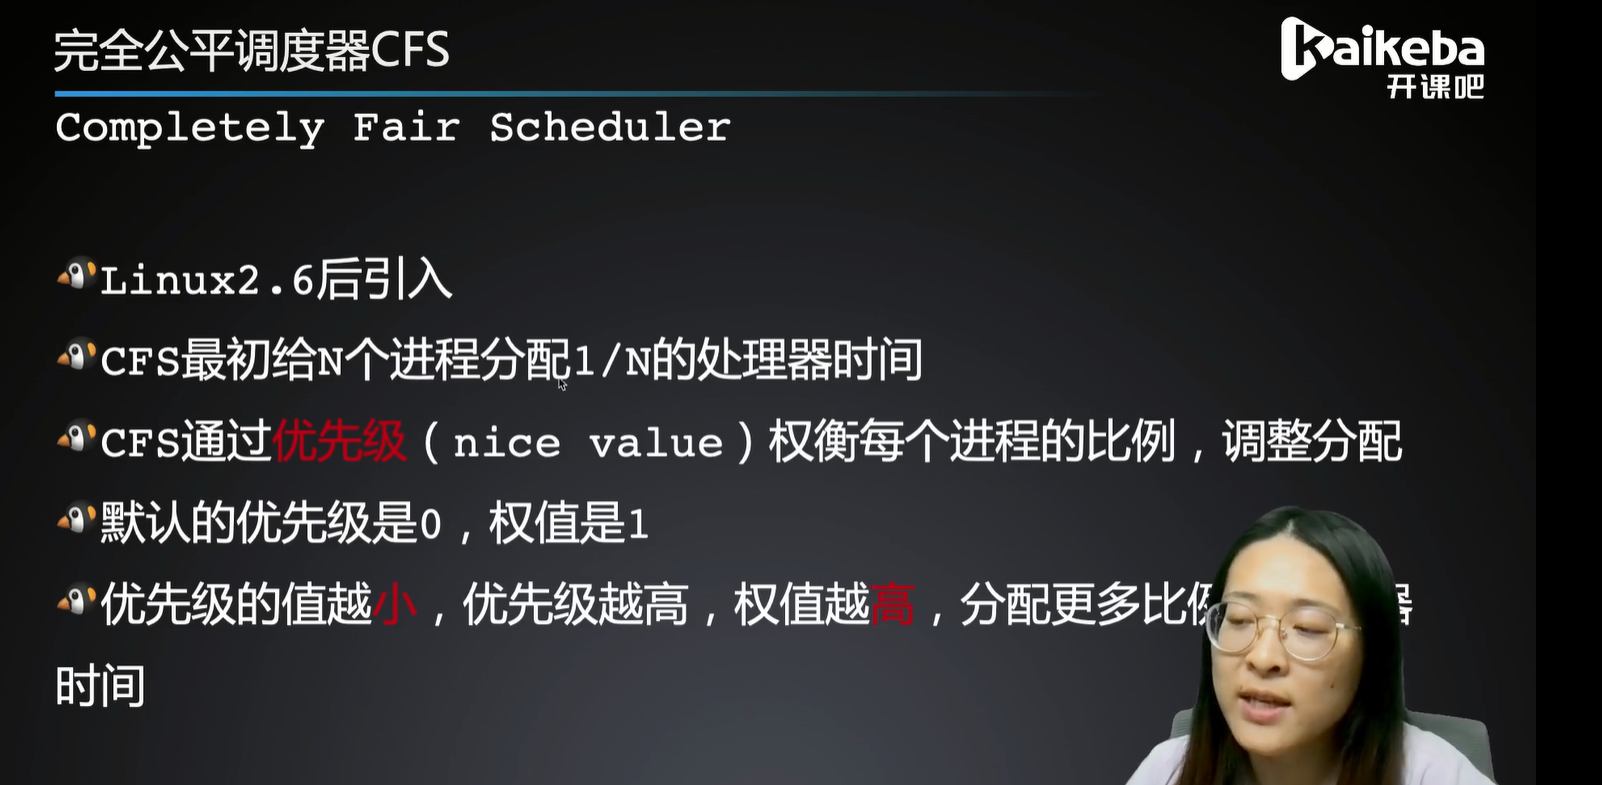 完全公平调度器CFS
Kaikeba
开课吧
Completely Fair Scheduler
Linux2.6后引入
CFS最初给N个进程分配1/N的处理器时间
CFS通过优先级（nice value）权衡每个进程的比例，调整分配
默认的优先级是0，权值是1
优先级的值越小，优先级越高，权值越高，分配更多比例 器
时间